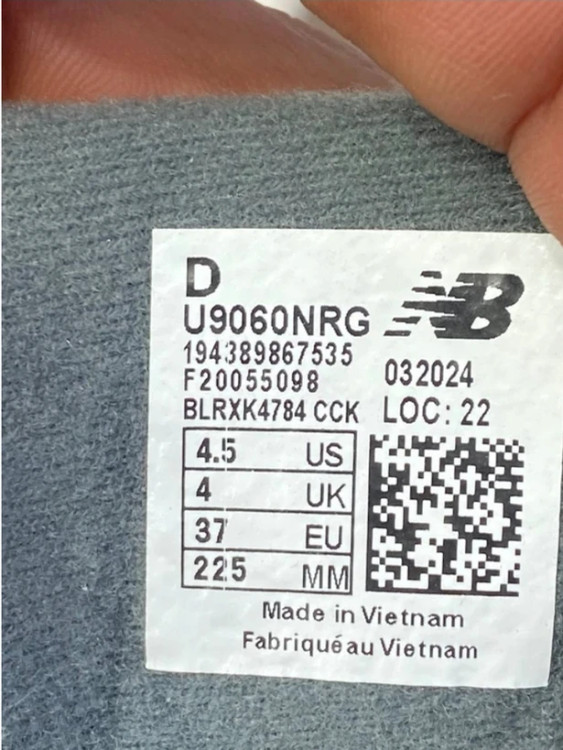 D
U9060NRG
NB
194389867535
F20055098
032024
BLRXK4784 CCK
LOC: 22
4.5 US
4 UK
37 EU
225 MM
Made in Vietnam
Fabriqué au Vietnam